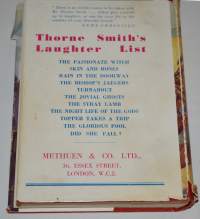 Thorne Smith's
Laughter List
THE PASSIONATE WITCH
SKIN AND BONES
RAIN IN THE DOORWAY
THE BISHOP'S JAEGERS
TURNABOUT
THE JOVIAL GHOSTS
THE STRAY LAMB
THE NIGHT LIFE OF THE GODS
TOPPER TAKES A TRIP
THE GLORIOUS POOL
DID SHE FALL?
METHUEN & CO. LTD.,
36, ESSEX STREET,
LONDON, W.C.2.